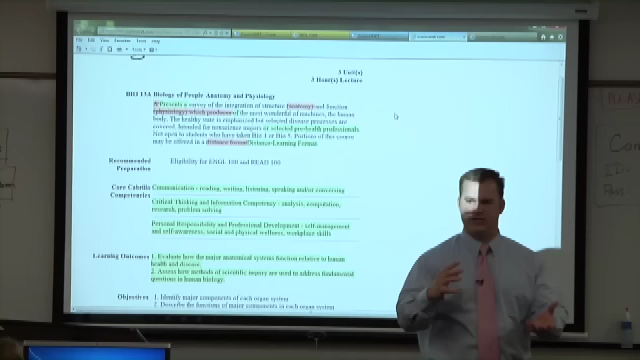 3 Unit(s)
3 Hour(s) Lecture
BIO 13A Biology of People Anatomy and Physiology
Presents a survey of the integration of structure (anatomy) and function
(physiology) which produces of the most wonderful of machines, the human
body. The healthy state is emphasized but selected disease processes are
covered. Intended for nonscience majors or selected pre-health professionals.
Not open to students who have taken Bio 4 or Bio 5. Portions of this course
may be offered in a distance format Distance-Learning Format.
Recommended Preparation
Eligibility for ENGL 100 and READ 100
Core Cabrillo Competencies
Communication - reading, writing, listening, speaking and/or conversing
Critical Thinking and Information Competency - analysis, computation,
research, problem solving
Personal Responsibility and Professional Development - self-management
and self-awareness, social and physical wellness, workplace skills
Learning Outcomes
1. Evaluate how the major anatomical systems function relative to human
health and disease.
2. Assess how methods of scientific inquiry are used to address fundamental
questions in human biology.
Objectives
1. Identify major components of each organ system
2. Describe the functions of major components in each organ system